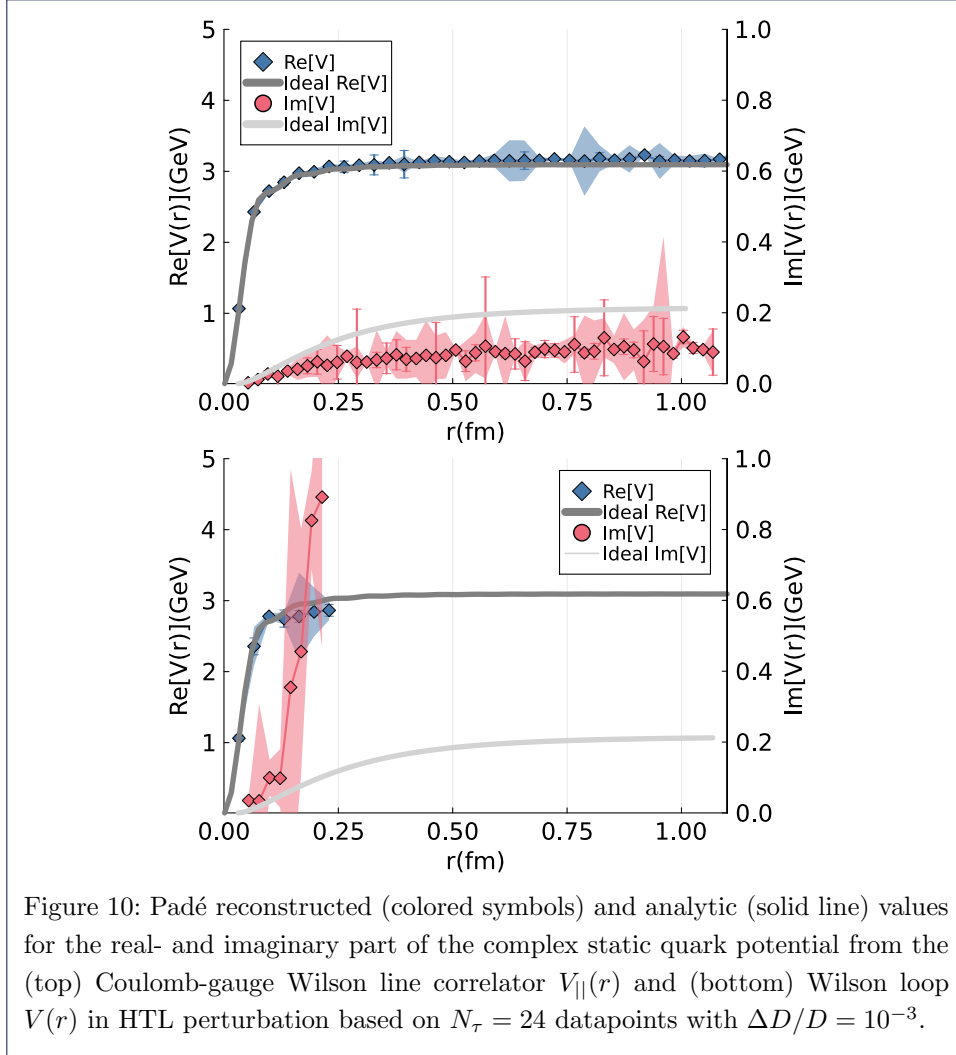 5
4
3
2
1
Re[V(r)](GeV)
Re[V]
Ideal Re[V]
Im[V]
Ideal Im[V]
1.0
0.8
0.6
0.4
0.2
0.0
Im[V(r)](GeV)
0.00 0.25 0.50 0.75 1.00
r(fm)
5
4
3
2
1
Re[V(r)](GeV)
Re[V]
Ideal Re[V]
Im[V]
Ideal Im[V]
1.0
0.8
0.6
0.4
0.2
0.0
Im[V(r)](GeV)
0.00 0.25 0.50 0.75 1.00
r(fm)
Figure 10: Padé reconstructed (colored symbols) and analytic (solid line) values
for the real- and imaginary part of the complex static quark potential from the
(top) Coulomb-gauge Wilson line correlator V||(r) and (bottom) Wilson loop
V(r) in HTL perturbation based on Nτ = 24 datapoints with ΔD/D = 10⁻³.